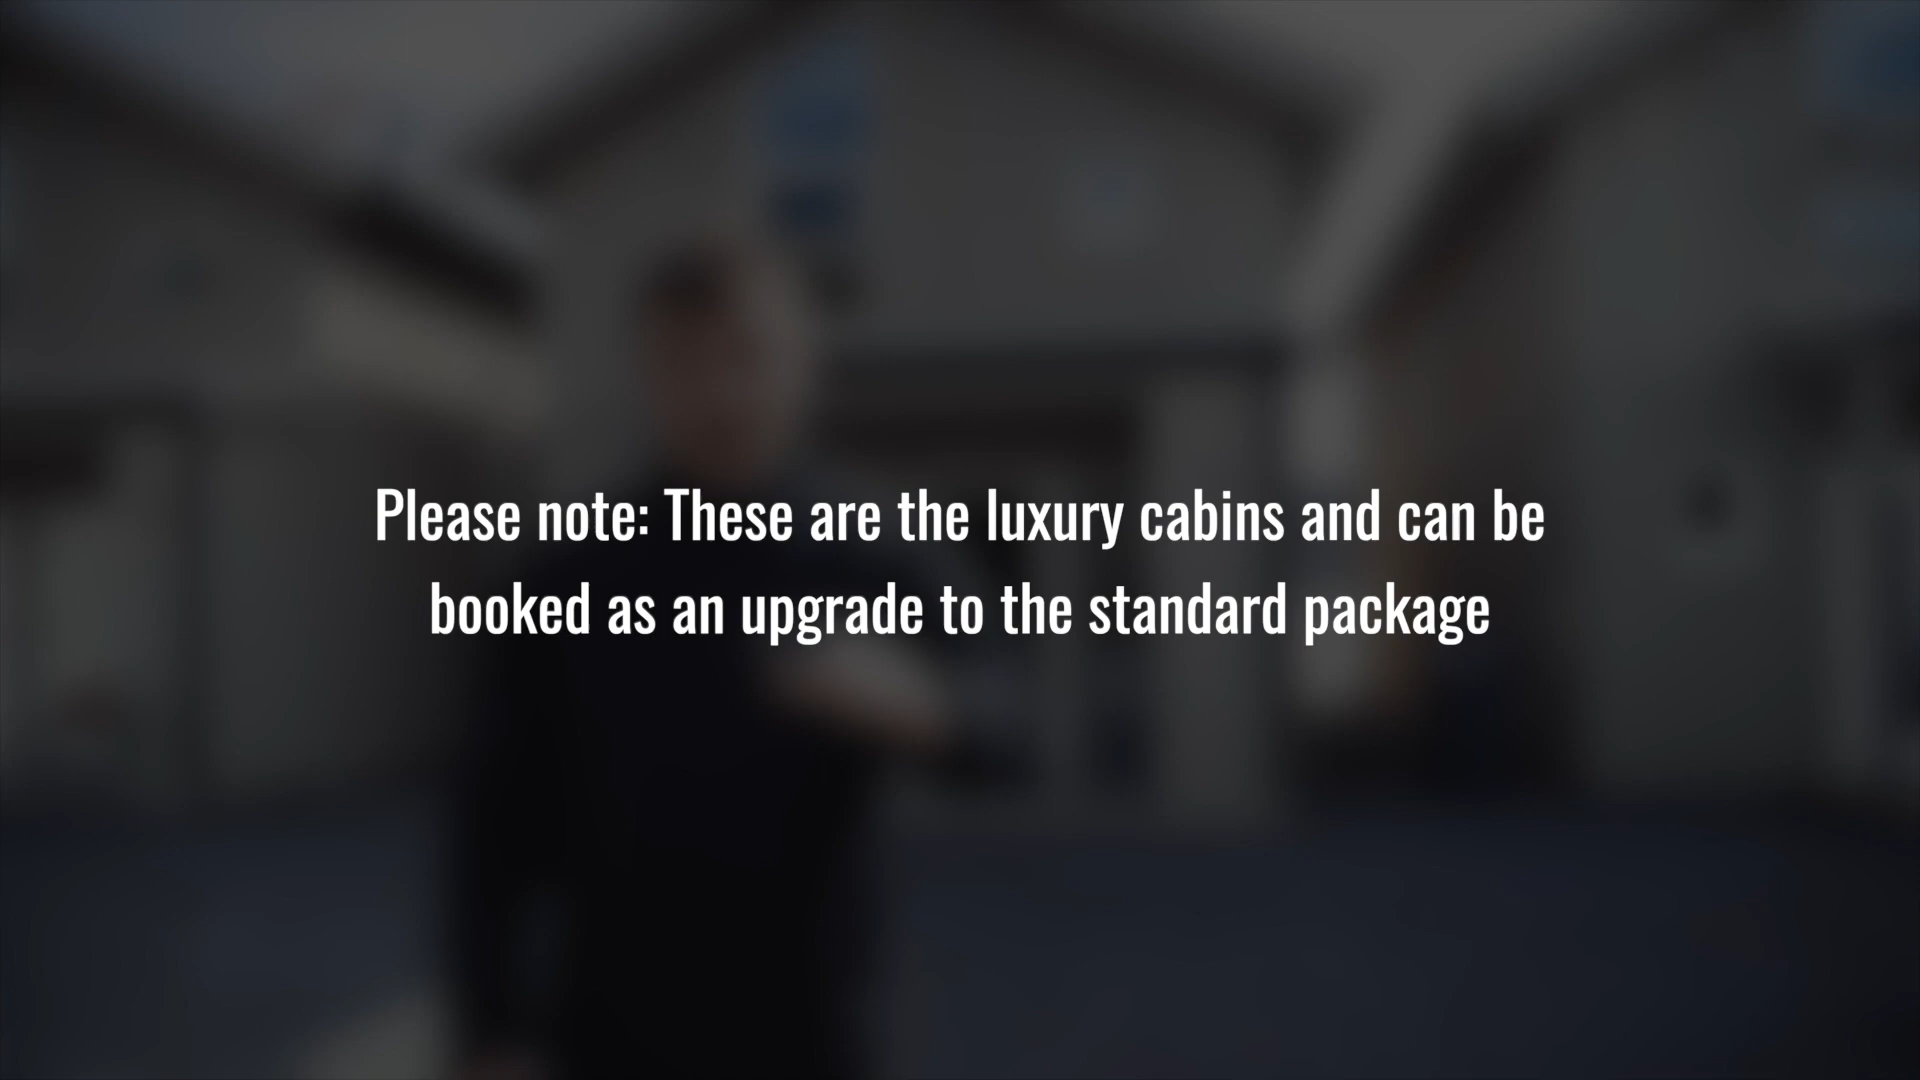 Please note: These are the luxury cabins and can be
booked as an upgrade to the standard package